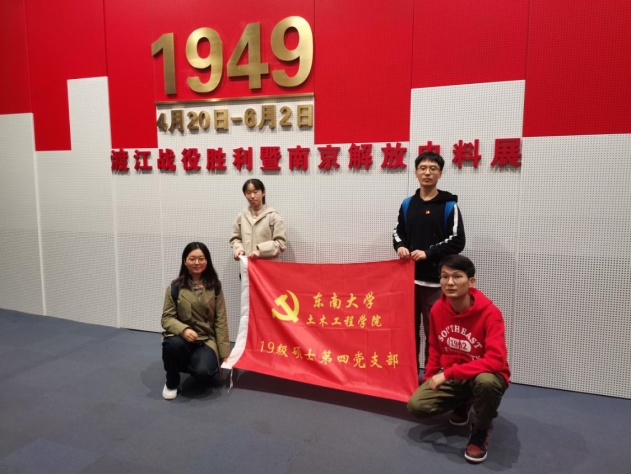 1949
4月20日-6月2日
渡江战役胜利暨南京解放史料展
东南大学
土木工程学院
19级硕士第四党支部
SOUTHEAST